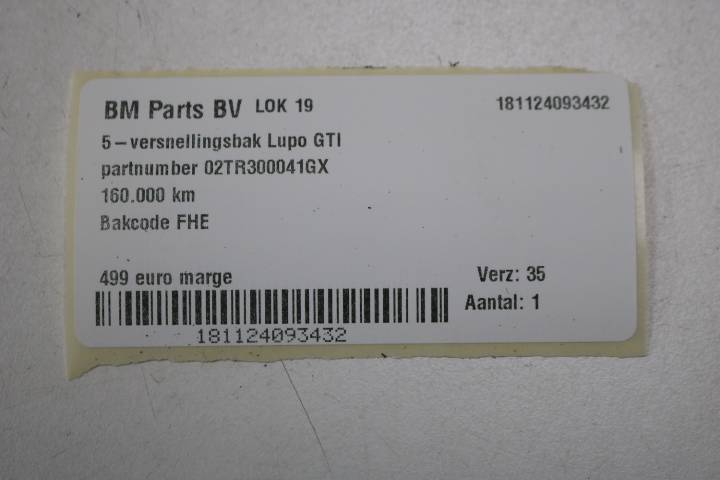 BM Parts BV LOK 19 181124093432
5-versnellingsbak Lupo GTI
partnumber 02TR300041GX
160.000 km
Bakcode FHE
499 euro marge Verz: 35
Aantal: 1
181124093432